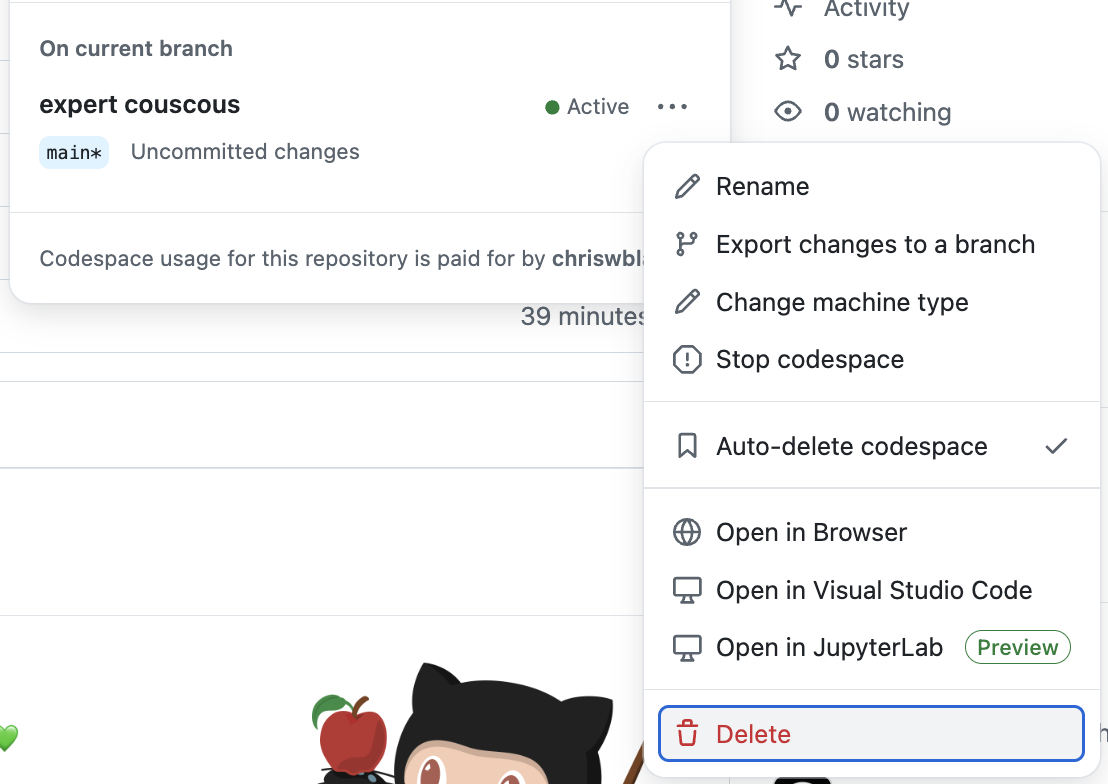 Activity
On current branch
0 stars
expert couscous
Active
0 watching
main*
Uncommitted changes
Rename
Export changes to a branch
Codespace usage for this repository is paid for by
Change machine type
39 minutes
Stop codespace
Auto-delete codespace
Open in Browser
Open in Visual Studio Code
Open in JupyterLab Preview
Delete